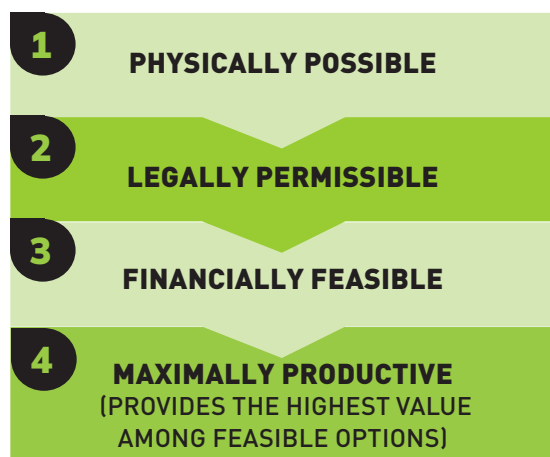 1
PHYSICALLY POSSIBLE
2
LEGALLY PERMISSIBLE
3
FINANCIALLY FEASIBLE
4
MAXIMALLY PRODUCTIVE
(PROVIDES THE HIGHEST VALUE
AMONG FEASIBLE OPTIONS)